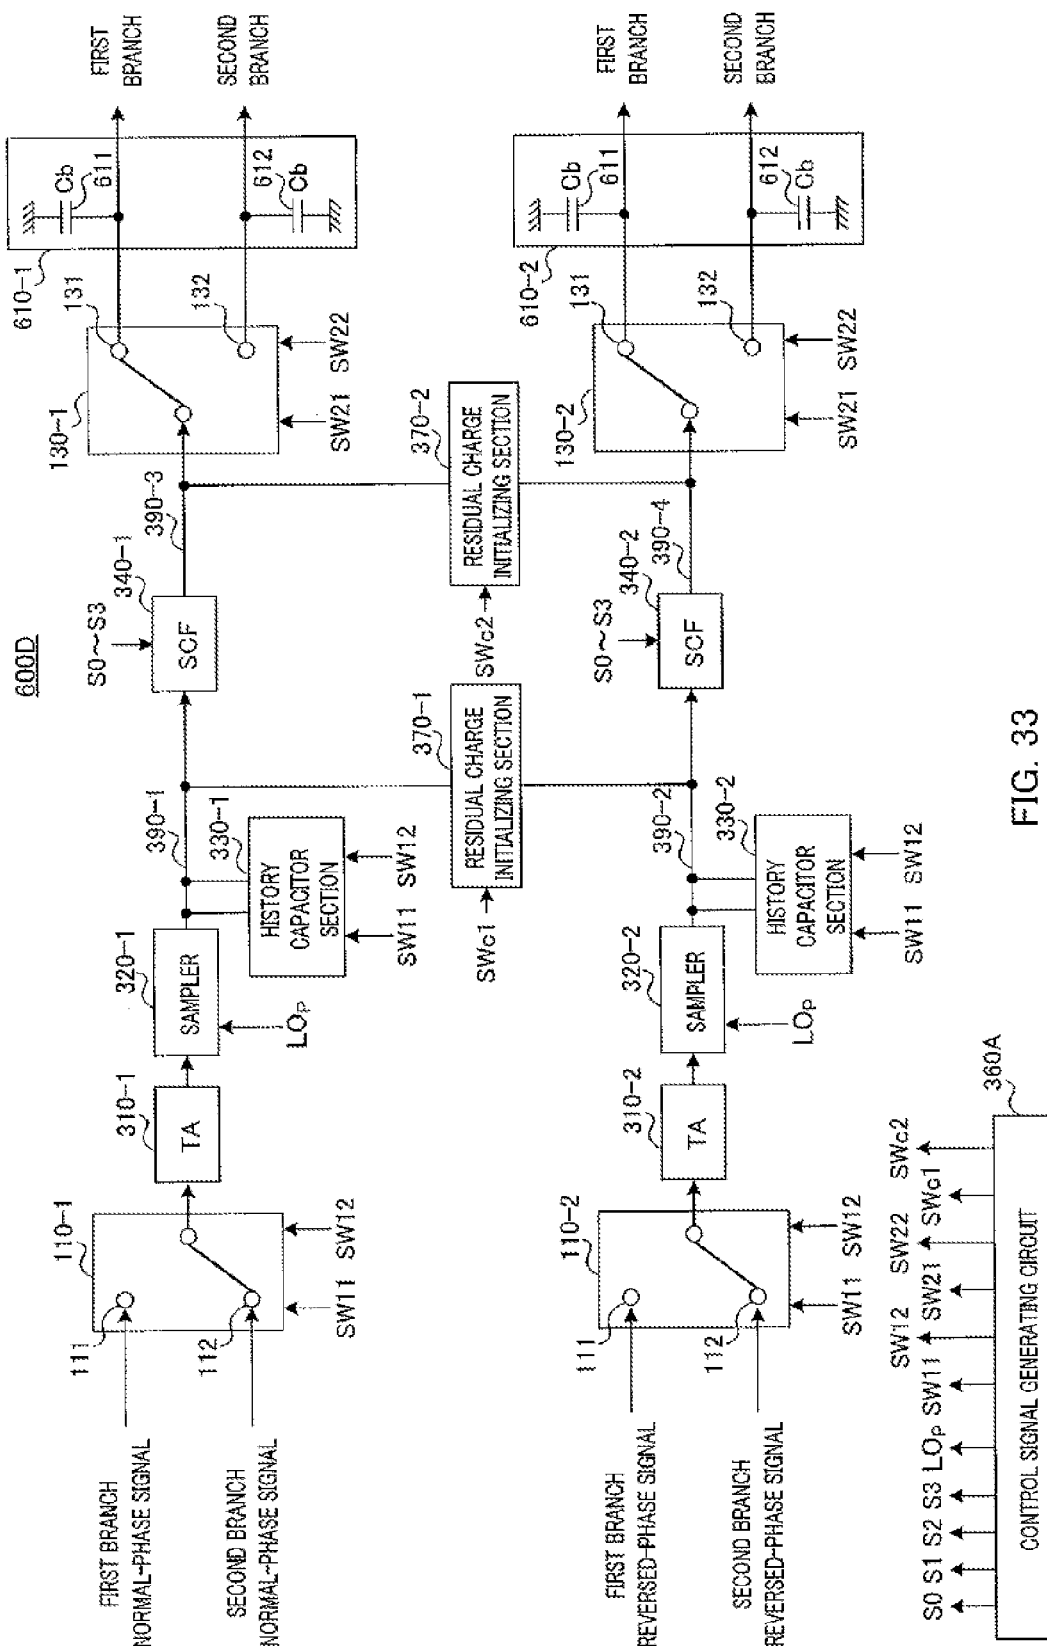 600D
FIRST BRANCH
NORMAL-PHASE SIGNAL
SECOND BRANCH
NORMAL-PHASE SIGNAL
111
112
110-1
SW11
SW12
310-1
TA
320-1
SAMPLER
LOp
390-1
330-1
HISTORY
CAPACITOR
SECTION
SW11
SW12
S0~S3
340-1
SCF
390-3
130-1
131
132
SW21
SW22
610-1
Cb
611
612
Cb
FIRST
BRANCH
SECOND
BRANCH
370-1
RESIDUAL CHARGE
INITIALIZING SECTION
SWc1
370-2
RESIDUAL CHARGE
INITIALIZING SECTION
SWc2
FIRST BRANCH
REVERSED-PHASE SIGNAL
SECOND BRANCH
REVERSED-PHASE SIGNAL
111
112
110-2
SW11
SW12
310-2
TA
320-2
SAMPLER
LOp
390-2
330-2
HISTORY
CAPACITOR
SECTION
SW11
SW12
S0~S3
340-2
SCF
390-4
130-2
131
132
SW21
SW22
610-2
Cb
611
612
Cb
FIRST
BRANCH
SECOND
BRANCH
S0
S1
S2
S3
LOp
SW11
SW12
SW21
SW22
SWc1
SWc2
360A
CONTROL SIGNAL GENERATING CIRCUIT
FIG. 33